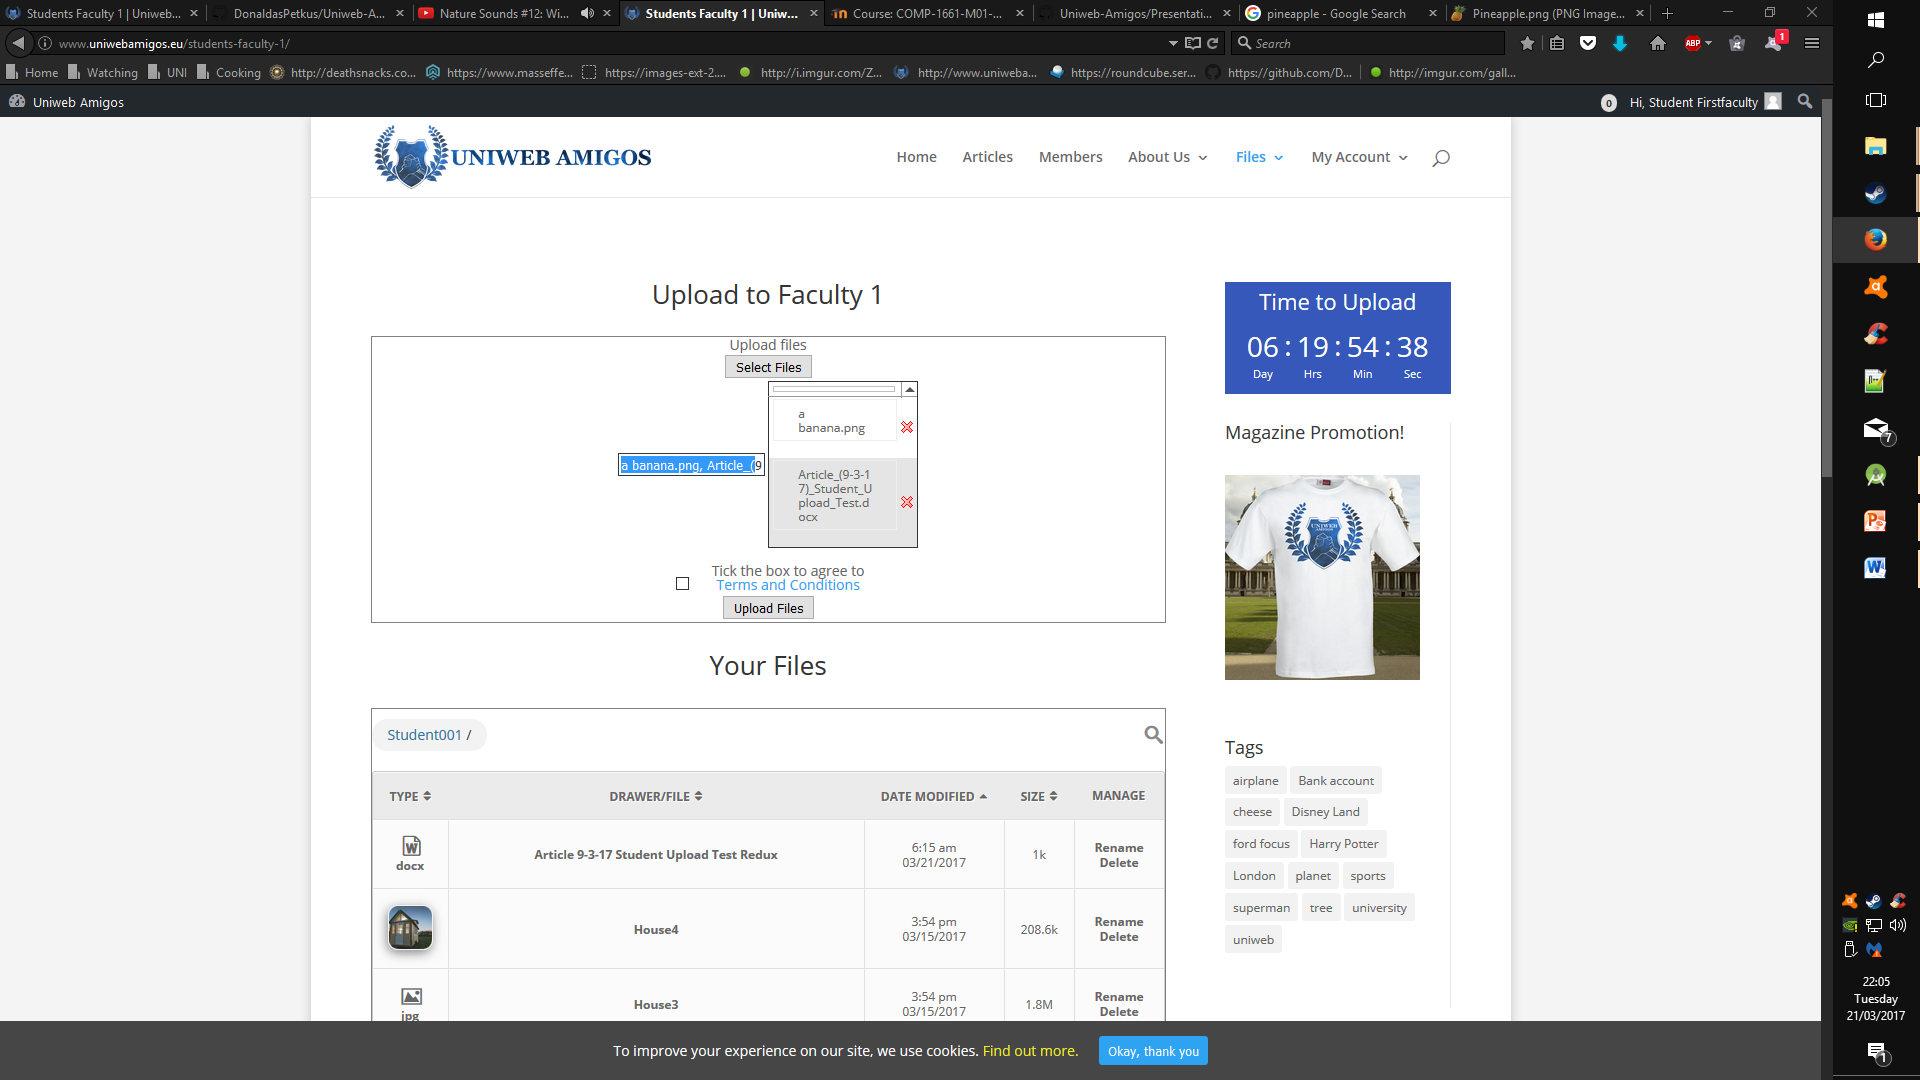 Students Faculty 1 | Uniweb...
DonaldasPetkus/Uniweb-A...
Nature Sounds #12: Wi...
Students Faculty 1 | Uniw...
Course: COMP-1661-M01-...
Uniweb-Amigos/Presentati...
pineapple - Google Search
Pineapple.png (PNG Image...
www.uniwebamigos.eu/students-faculty-1/
Search
ABP
1
Home
Watching
UNI
Cooking
http://deathsnacks.co...
https://www.masseffe...
https://images-ext-2....
http://i.imgur.com/Z...
http://www.uniweba...
https://roundcube.ser...
https://github.com/D...
http://imgur.com/gall...
Uniweb Amigos
0
Hi, Student Firstfaculty
UNIWEB AMIGOS
Home
Articles
Members
About Us
Files
My Account
Upload to Faculty 1
Upload files
Select Files
a
banana.png
a banana.png, Article_(9
Article_(9-3-1
7)_Student_U
pload_Test.d
ocx
Tick the box to agree to
Terms and Conditions
Upload Files
Your Files
Student001 /
TYPE
DRAWER/FILE
DATE MODIFIED
SIZE
MANAGE
docx
Article 9-3-17 Student Upload Test Redux
6:15 am
03/21/2017
1k
Rename
Delete
House4
3:54 pm
03/15/2017
208.6k
Rename
Delete
jpg
House3
3:54 pm
03/15/2017
1.8M
Rename
Delete
Time to Upload
06 : 19 : 54 : 38
Day Hrs Min Sec
Magazine Promotion!
UNIWEB
Tags
airplane
Bank account
cheese
Disney Land
ford focus
Harry Potter
London
planet
sports
superman
tree
university
uniweb
To improve your experience on our site, we use cookies. Find out more.
Okay, thank you
7
22:05
Tuesday
21/03/2017
1